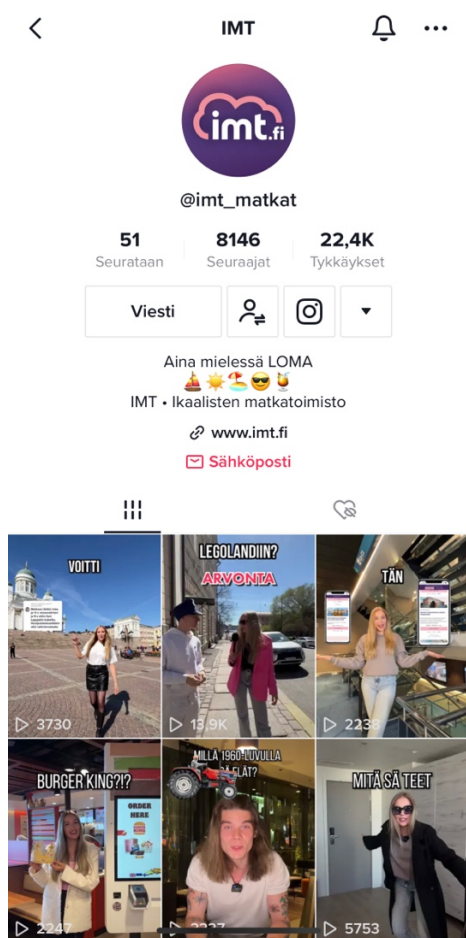 IMT
imt.fi
@imt_matkat
51 8146 22,4K
Seurataan Seuraajat Tykkäykset
Viesti
Aina mielessä LOMA
IMT • Ikaalisten matkatoimisto
www.imt.fi
Sähköposti
VOITTI
LEGOLANDIIN?
ARVONTA
TÄN
3730
13,9K
2238
BURGER KING?!?
ORDER
HERE
MILLÄ 1960-LUVULLA
ELÄT?
MITÄ SÄ TEET
2247
5753